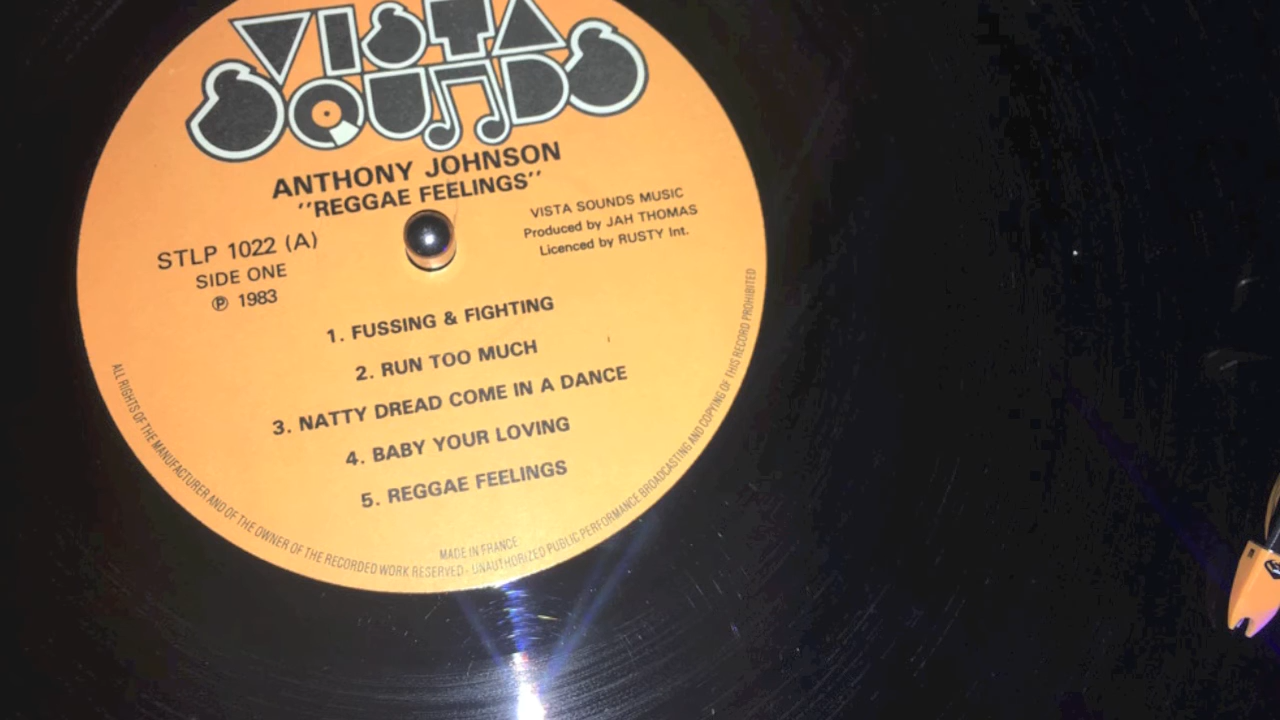 VISTA
SOUNDS
ANTHONY JOHNSON
''REGGAE FEELINGS''
STLP 1022 (A)
SIDE ONE
℗ 1983
VISTA SOUNDS MUSIC
Produced by JAH THOMAS
Licenced by RUSTY Int.
1. FUSSING & FIGHTING
2. RUN TOO MUCH
3. NATTY DREAD COME IN A DANCE
4. BABY YOUR LOVING
5. REGGAE FEELINGS
MADE IN FRANCE
ALL RIGHTS OF THE MANUFACTURER AND OF THE OWNER OF THE RECORDED WORK RESERVED - UNAUTHORIZED PUBLIC PERFORMANCE BROADCASTING AND COPYING OF THIS RECORD PROHIBITED